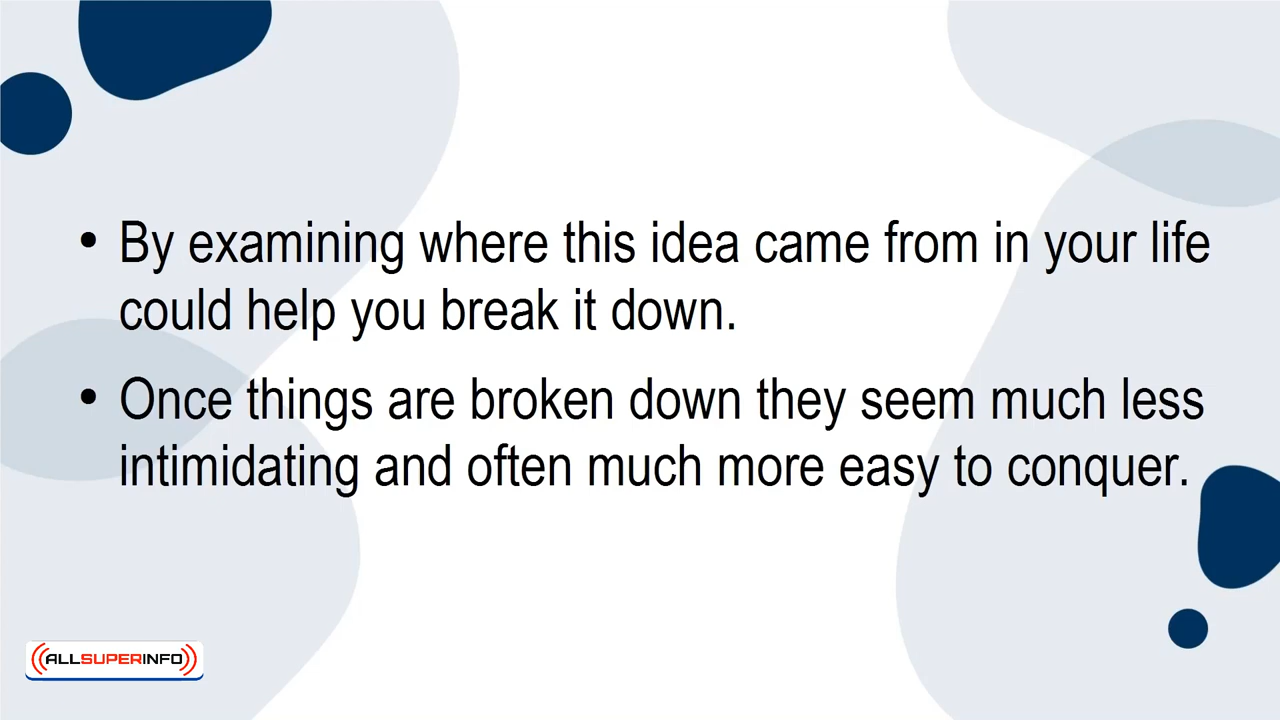 • By examining where this idea came from in your life
could help you break it down.
• Once things are broken down they seem much less
intimidating and often much more easy to conquer.
ALLSUPERINFO